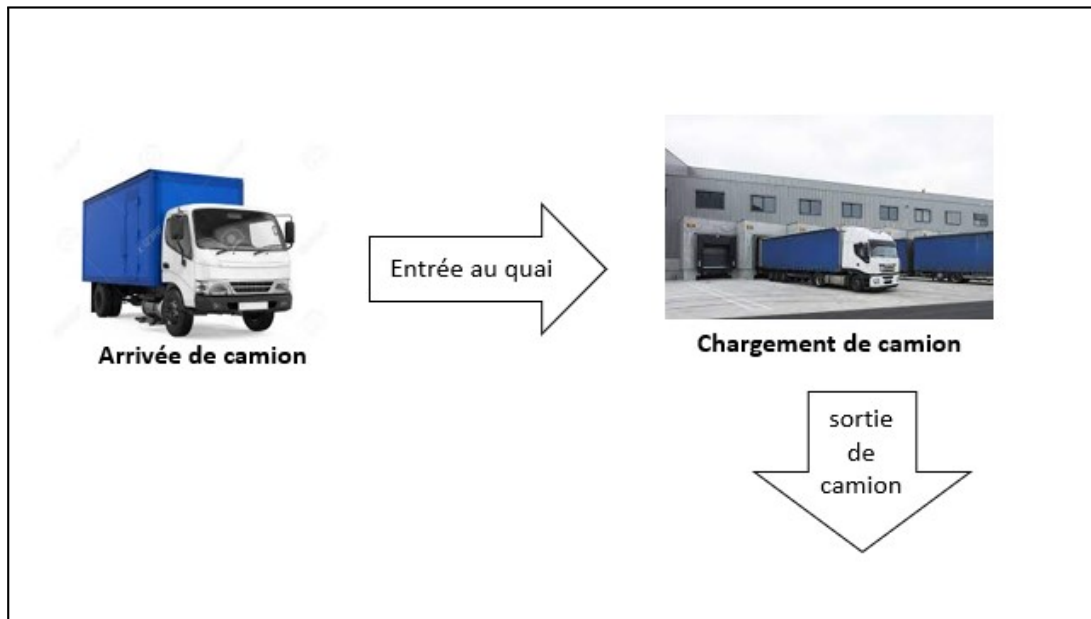 Entrée au quai
Arrivée de camion
Chargement de camion
sortie
de
camion